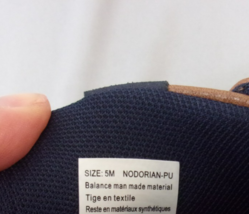 SIZE: 5M NODORIAN-PU
Balance man made material
Tige en textile
Reste en matériaux synthétiques